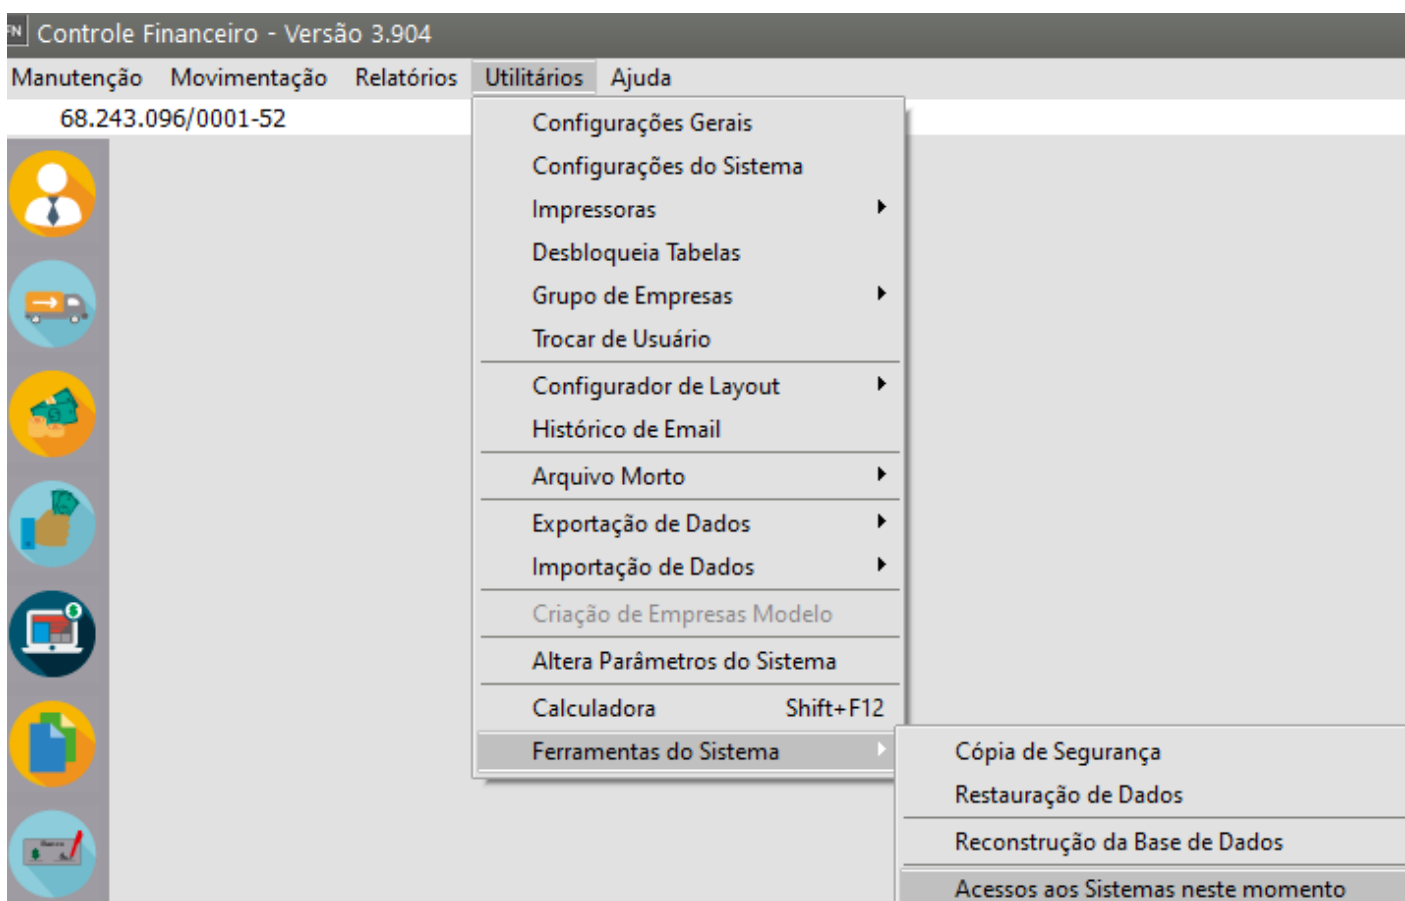 FN Controle Financeiro - Versão 3.904
Manutenção Movimentação Relatórios Utilitários Ajuda
68.243.096/0001-52
Configurações Gerais
Configurações do Sistema
Impressoras
Desbloqueia Tabelas
Grupo de Empresas
Trocar de Usuário
Configurador de Layout
Histórico de Email
Arquivo Morto
Exportação de Dados
Importação de Dados
Criação de Empresas Modelo
Altera Parâmetros do Sistema
Calculadora Shift+F12
Ferramentas do Sistema
Cópia de Segurança
Restauração de Dados
Reconstrução da Base de Dados
Acessos aos Sistemas neste momento